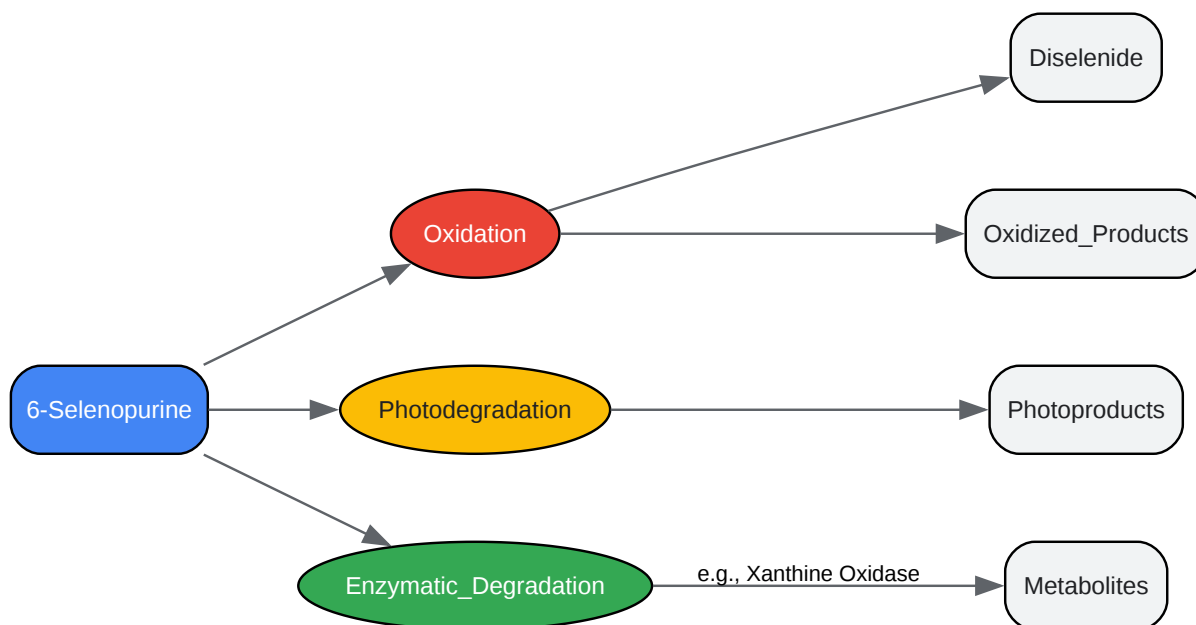 Diselenide
Oxidation
Oxidized_Products
6-Selenopurine
Photodegradation
Photoproducts
Enzymatic_Degradation
e.g., Xanthine Oxidase
Metabolites